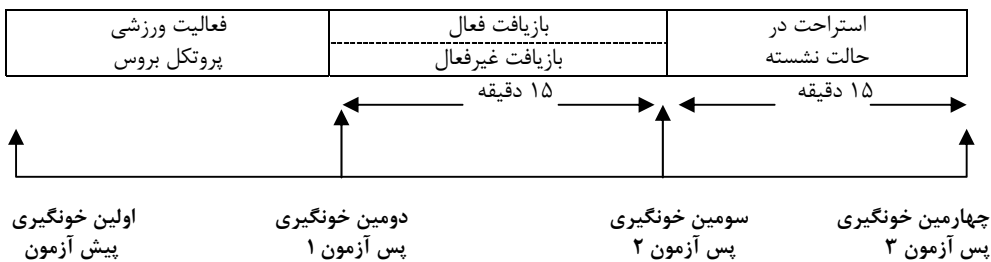 فعالیت ورزشی
پروتکل بروس
بازیافت فعال
بازیافت غیرفعال
استراحت در
حالت نشسته
۱۵ دقیقه
۱۵ دقیقه
اولین خونگیری
پیش آزمون
دومین خونگیری
پس آزمون ۱
سومین خونگیری
پس آزمون ۲
چهارمین خونگیری
پس آزمون ۳